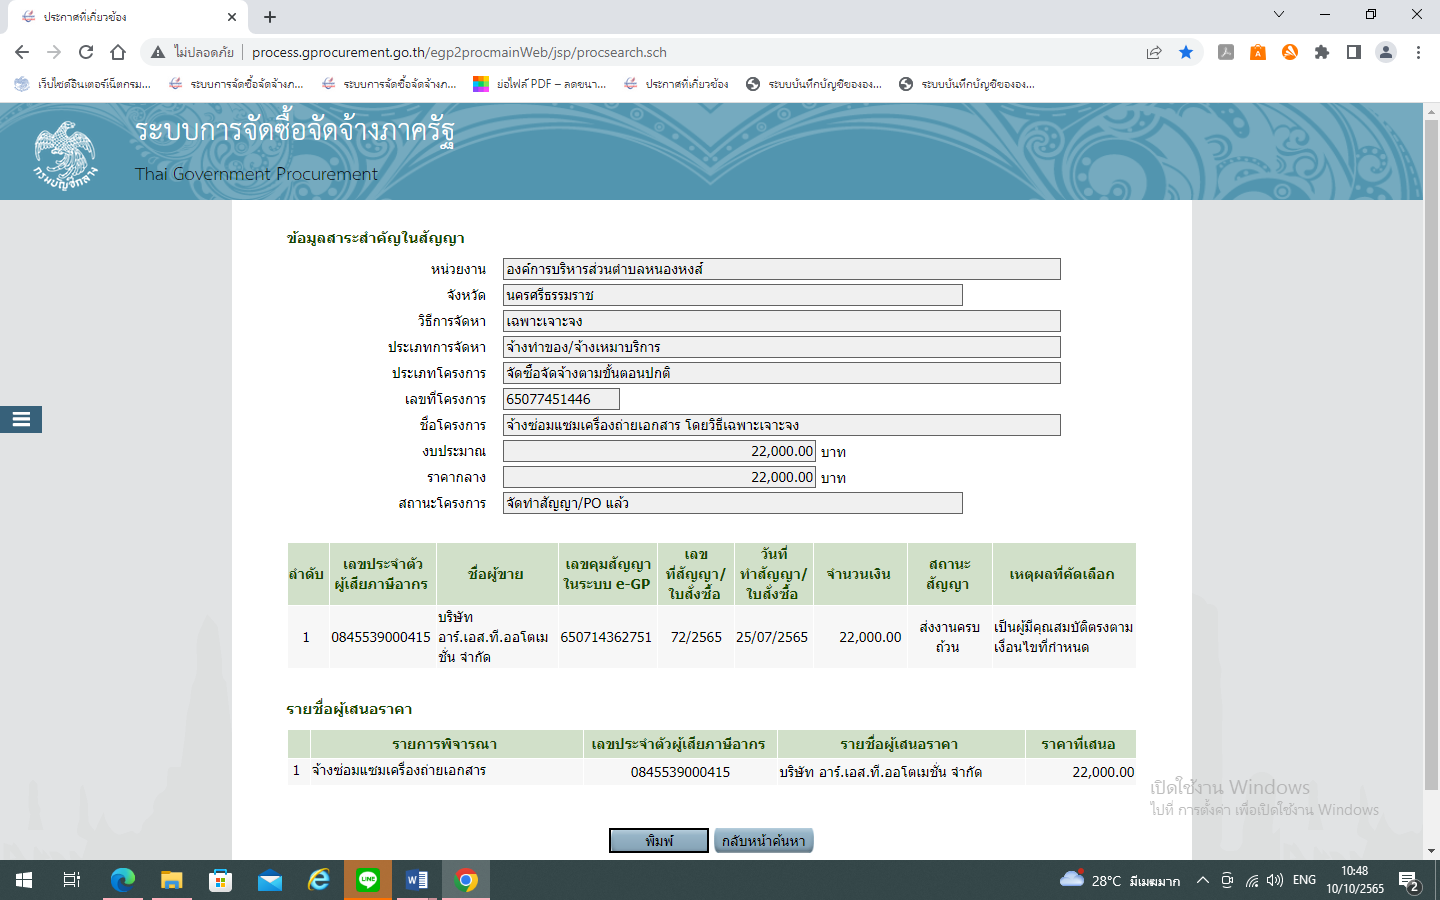 ประกาศที่เกี่ยวข้อง
ไม่ปลอดภัย process.gprocurement.go.th/egp2procmainWeb/jsp/procsearch.sch
เว็บไซต์อินเตอร์เน็ตกรม... ระบบการจัดซื้อจัดจ้างภ... ระบบการจัดซื้อจัดจ้างภ... ย่อไฟล์ PDF – ลดขนา... ประกาศที่เกี่ยวข้อง ระบบบันทึกบัญชีขององ... ระบบบันทึกบัญชีขององ...
ระบบการจัดซื้อจัดจ้างภาครัฐ
Thai Government Procurement
กรมบัญชีกลาง
ข้อมูลสาระสำคัญในสัญญา
หน่วยงาน องค์การบริหารส่วนตำบลหนองหงส์
จังหวัด นครศรีธรรมราช
วิธีการจัดหา เฉพาะเจาะจง
ประเภทการจัดหา จ้างทำของ/จ้างเหมาบริการ
ประเภทโครงการ จัดซื้อจัดจ้างตามขั้นตอนปกติ
เลขที่โครงการ 65077451446
ชื่อโครงการ จ้างซ่อมแซมเครื่องถ่ายเอกสาร โดยวิธีเฉพาะเจาะจง
งบประมาณ 22,000.00 บาท
ราคากลาง 22,000.00 บาท
สถานะโครงการ จัดทำสัญญา/PO แล้ว
ลำดับ เลขประจำตัวผู้เสียภาษีอากร ชื่อผู้ขาย เลขคุมสัญญาในระบบ e-GP เลขที่สัญญา/ใบสั่งซื้อ วันที่ทำสัญญา/ใบสั่งซื้อ จำนวนเงิน สถานะสัญญา เหตุผลที่คัดเลือก
1 0845539000415 บริษัท อาร์.เอส.ที.ออโตเมชั่น จำกัด 650714362751 72/2565 25/07/2565 22,000.00 ส่งงานครบถ้วน เป็นผู้มีคุณสมบัติตรงตามเงื่อนไขที่กำหนด
รายชื่อผู้เสนอราคา
รายการพิจารณา เลขประจำตัวผู้เสียภาษีอากร รายชื่อผู้เสนอราคา ราคาที่เสนอ
1 จ้างซ่อมแซมเครื่องถ่ายเอกสาร 0845539000415 บริษัท อาร์.เอส.ที.ออโตเมชั่น จำกัด 22,000.00
เปิดใช้งาน Windows
ไปที่ การตั้งค่า เพื่อเปิดใช้งาน Windows
พิมพ์ กลับหน้าค้นหา
28°C มีเมฆมาก ENG 10:48
10/10/2565 2